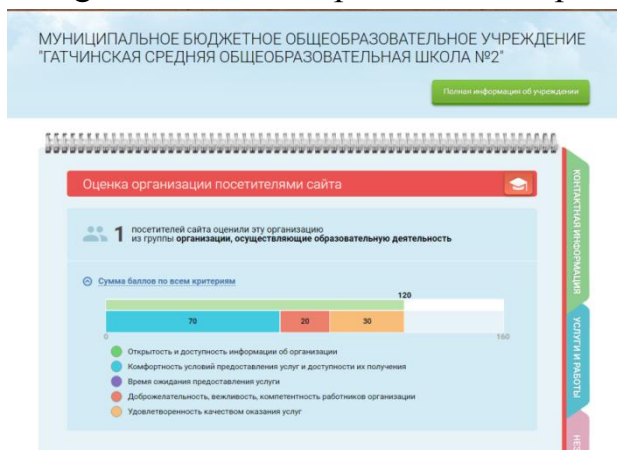 МУНИЦИПАЛЬНОЕ БЮДЖЕТНОЕ ОБЩЕОБРАЗОВАТЕЛЬНОЕ УЧРЕЖДЕНИЕ
"ГАТЧИНСКАЯ СРЕДНЯЯ ОБЩЕОБРАЗОВАТЕЛЬНАЯ ШКОЛА №2"
Полная информация об учреждении
Оценка организации посетителями сайта
1 посетителей сайта оценили эту организацию
из группы организации, осуществляющие образовательную деятельность
Сумма баллов по всем критериям
120
70 20 30
0 160
Открытость и доступность информации об организации
Комфортность условий предоставления услуг и доступности их получения
Время ожидания предоставления услуги
Доброжелательность, вежливость, компетентность работников организации
Удовлетворенность качеством оказания услуг
КОНТАКТНАЯ ИНФОРМАЦИЯ
УСЛУГИ И РАБОТЫ